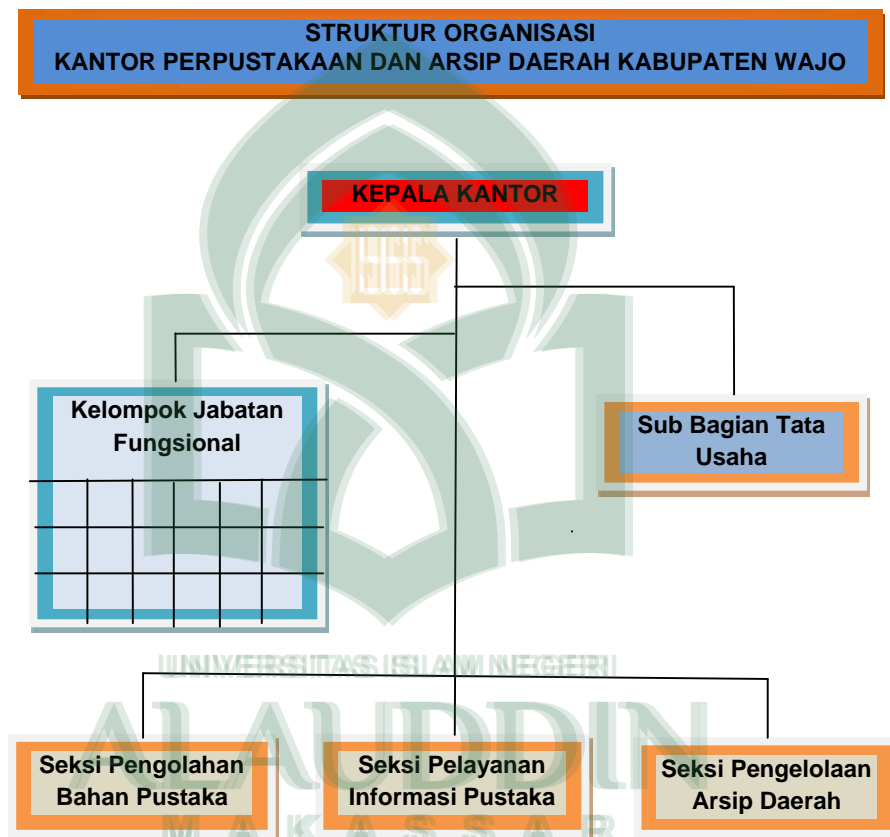 STRUKTUR ORGANISASI
KANTOR PERPUSTAKAAN DAN ARSIP DAERAH KABUPATEN WAJO
KEPALA KANTOR
Kelompok Jabatan
Fungsional
Sub Bagian Tata
Usaha
UNIVERSITAS ISLAM NEGERI
ALAUDDIN
Seksi Pengolahan
Bahan Pustaka
Seksi Pelayanan
Informasi Pustaka
Seksi Pengelolaan
Arsip Daerah
MAKASSAR